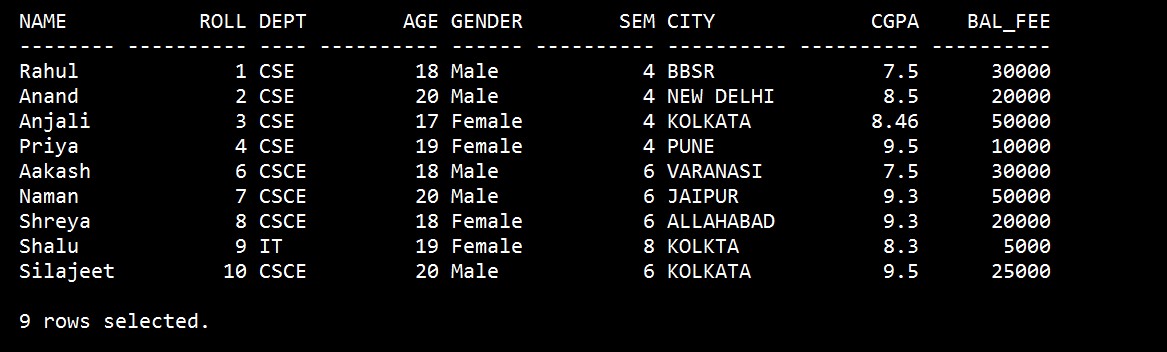 NAME           ROLL DEPT        AGE GENDER        SEM CITY             CGPA    BAL_FEE
-------- ---------- ---- ---------- ------ ---------- ---------- ---------- ----------
Rahul             1 CSE          18 Male            4 BBSR              7.5      30000
Anand             2 CSE          20 Male            4 NEW DELHI         8.5      20000
Anjali            3 CSE          17 Female          4 KOLKATA          8.46      50000
Priya             4 CSE          19 Female          4 PUNE              9.5      10000
Aakash            6 CSCE         18 Male            6 VARANASI          7.5      30000
Naman             7 CSCE         20 Male            6 JAIPUR            9.3      50000
Shreya            8 CSCE         18 Female          6 ALLAHABAD         9.3      20000
Shalu             9 IT           19 Female          8 KOLKTA            8.3       5000
Silajeet         10 CSCE         20 Male            6 KOLKATA           9.5      25000
9 rows selected.